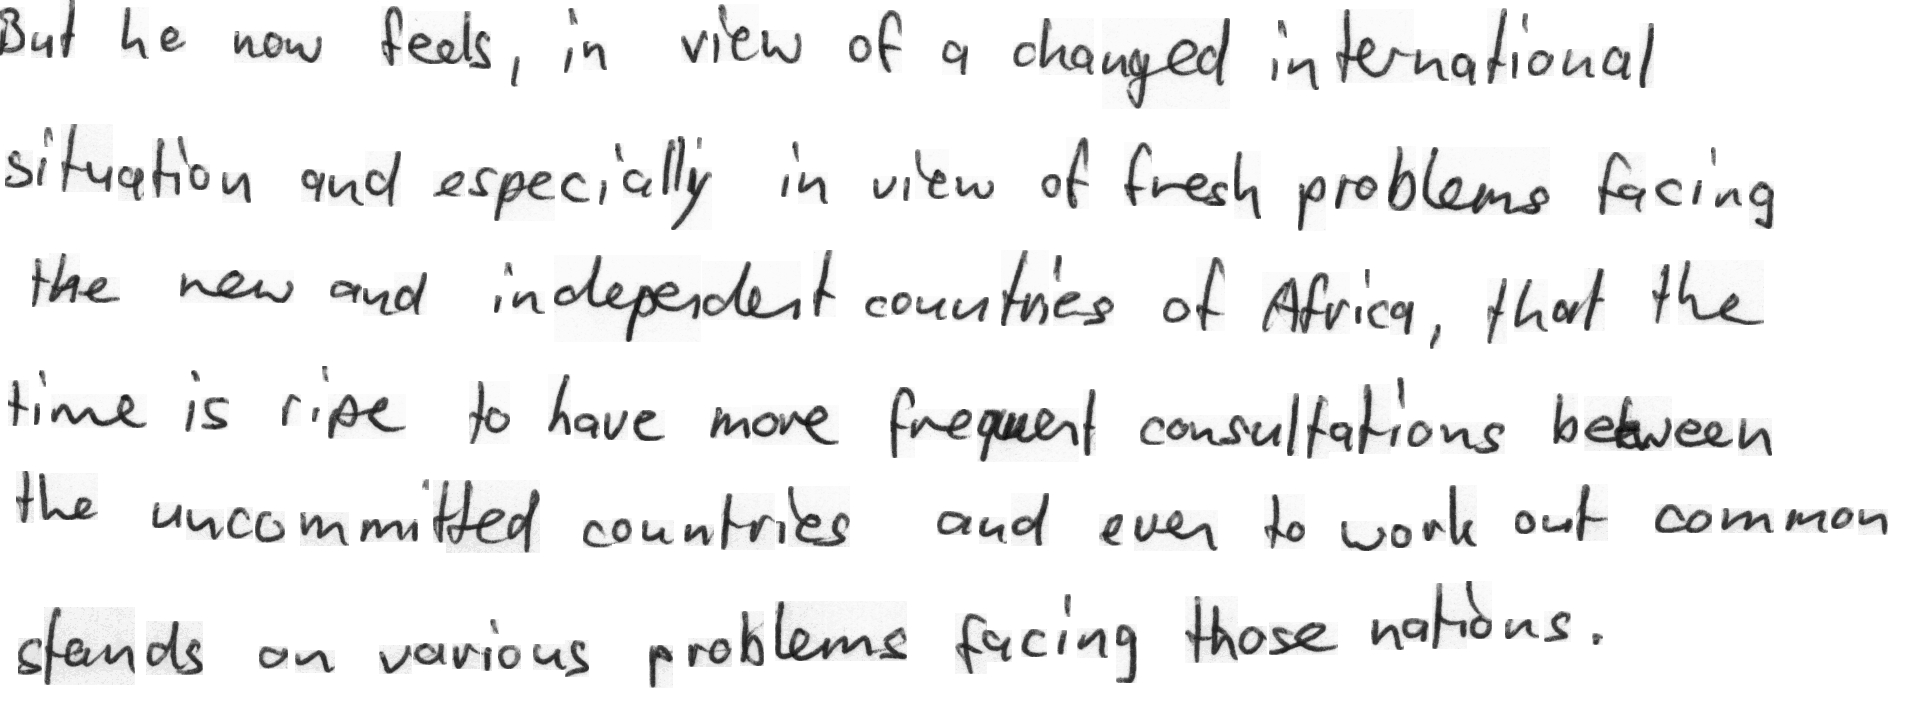 But he now feels, in view of a changed international
situation and especially in view of fresh problems facing
the new and independent countries of Africa, that the
time is ripe to have more frequent consultations between
the uncommitted countries and even to work out common
stands on various problems facing those nations.